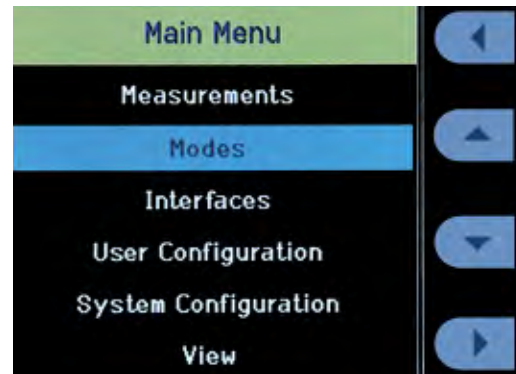 Main Menu
Measurements
Modes
Interfaces
User Configuration
System Configuration
View